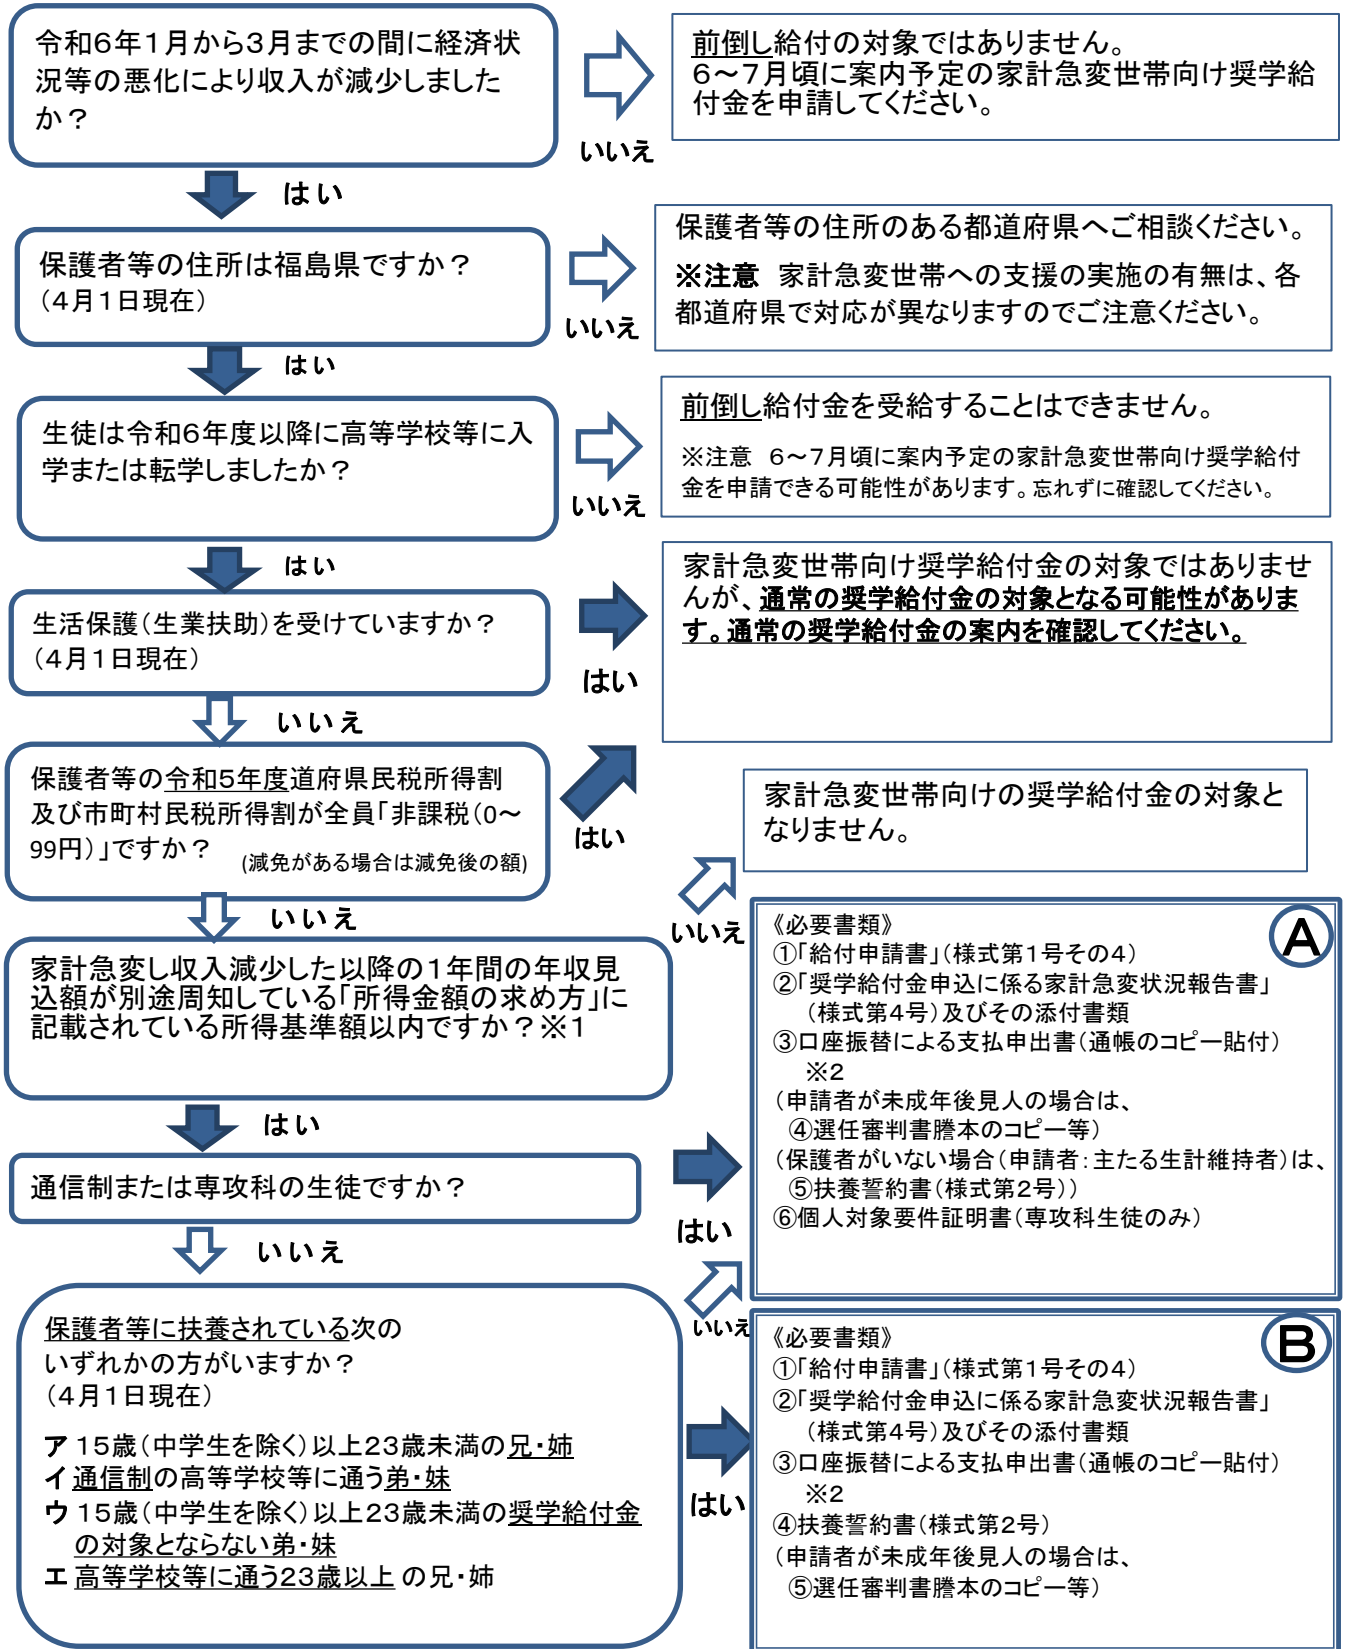 令和6年1月から3月までの間に経済状
況等の悪化により収入が減少しました
か？
いいえ
前倒し給付の対象ではありません。
6～7月頃に案内予定の家計急変世帯向け奨学給
付金を申請してください。
はい
保護者等の住所は福島県ですか？
（4月1日現在）
いいえ
保護者等の住所のある都道府県へご相談ください。
※注意　家計急変世帯への支援の実施の有無は、各
都道府県で対応が異なりますのでご注意ください。
はい
生徒は令和6年度以降に高等学校等に入
学または転学しましたか？
いいえ
前倒し給付金を受給することはできません。
※注意　6～7月頃に案内予定の家計急変世帯向け奨学給付
金を申請できる可能性があります。忘れずに確認してください。
はい
生活保護（生業扶助）を受けていますか？
（4月1日現在）
はい
家計急変世帯向け奨学給付金の対象ではありませ
んが、通常の奨学給付金の対象となる可能性がありま
す。通常の奨学給付金の案内を確認してください。
いいえ
保護者等の令和5年度道府県民税所得割
及び市町村民税所得割が全員「非課税（0～
99円）」ですか？
(減免がある場合は減免後の額)
はい
いいえ
家計急変し収入減少した以降の1年間の年収見
込額が別途周知している「所得金額の求め方」に
記載されている所得基準額以内ですか？※1
いいえ
家計急変世帯向けの奨学給付金の対象と
なりません。
はい
通信制または専攻科の生徒ですか？
はい
A
《必要書類》
①「給付申請書」（様式第1号その4）
②「奨学給付金申込に係る家計急変状況報告書」
（様式第4号）及びその添付書類
③口座振替による支払申出書（通帳のコピー貼付）
※2
（申請者が未成年後見人の場合は、
④選任審判書謄本のコピー等）
（保護者がいない場合（申請者：主たる生計維持者）は、
⑤扶養誓約書（様式第2号））
⑥個人対象要件証明書（専攻科生徒のみ）
いいえ
保護者等に扶養されている次の
いずれかの方がいますか？
（4月1日現在）
ア 15歳（中学生を除く）以上23歳未満の兄・姉
イ 通信制の高等学校等に通う弟・妹
ウ 15歳（中学生を除く）以上23歳未満の奨学給付金
の対象とならない弟・妹
エ 高等学校等に通う23歳以上 の兄・姉
いいえ
はい
B
《必要書類》
①「給付申請書」（様式第1号その4）
②「奨学給付金申込に係る家計急変状況報告書」
（様式第4号）及びその添付書類
③口座振替による支払申出書（通帳のコピー貼付）
※2
④扶養誓約書（様式第2号）
（申請者が未成年後見人の場合は、
⑤選任審判書謄本のコピー等）